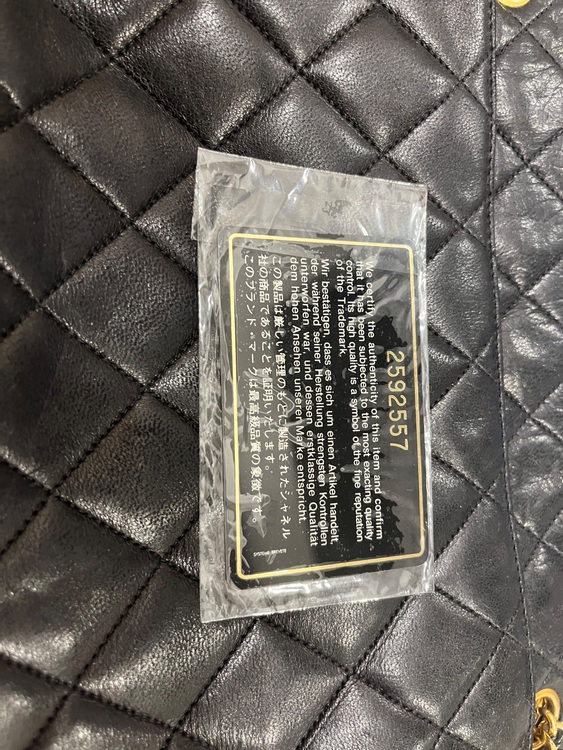 2592557
We certify the authenticity of this item and confirm
that it has been subjected to the most exacting quality
control. Its high quality is a symbol of the fine reputation
of the Trademark.
Wir bestätigen, dass es sich um einen Artikel handelt,
der während seiner Herstellung strengsten Kontrollen
unterworfen war und dessen erstklassige Qualität
dem hohen Ansehen unseren Marke entspricht.
この製品は厳しい管理のもとに製造されたシャネル
社の商品であることを証明いたします。
このブランド・マークは最高級品質の象徴です。